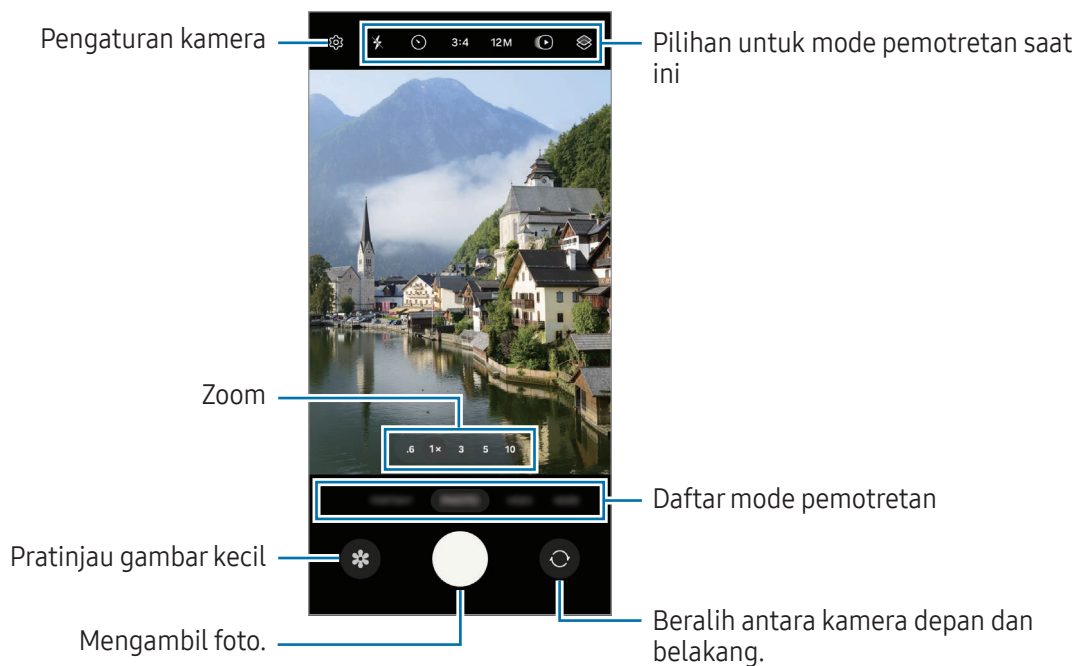 Pengaturan kamera
3:4 12M
Pilihan untuk mode pemotretan saat
ini
Zoom
.6 1× 3 5 10
Daftar mode pemotretan
Pratinjau gambar kecil
Mengambil foto.
Beralih antara kamera depan dan
belakang.